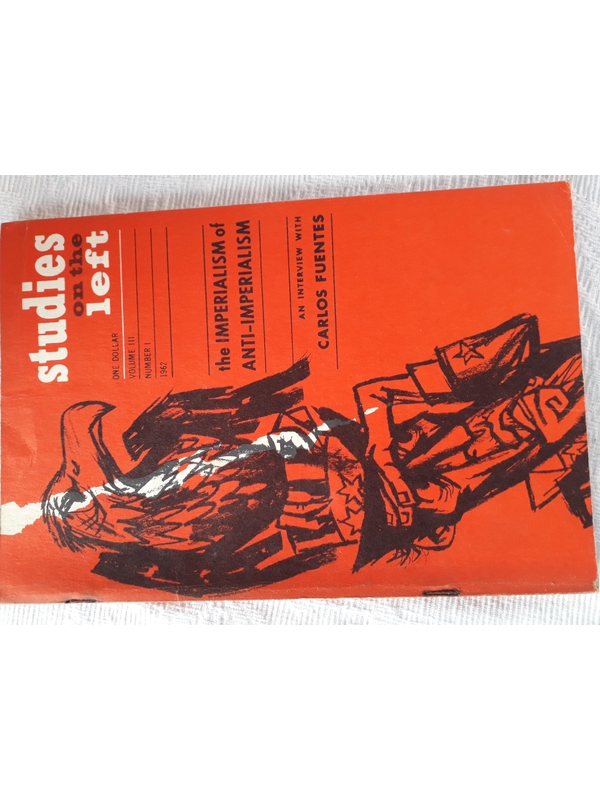 studies
on the
left
ONE DOLLAR
VOLUME III
NUMBER I
1962
the IMPERIALISM of
ANTI-IMPERIALISM
AN INTERVIEW WITH
CARLOS FUENTES